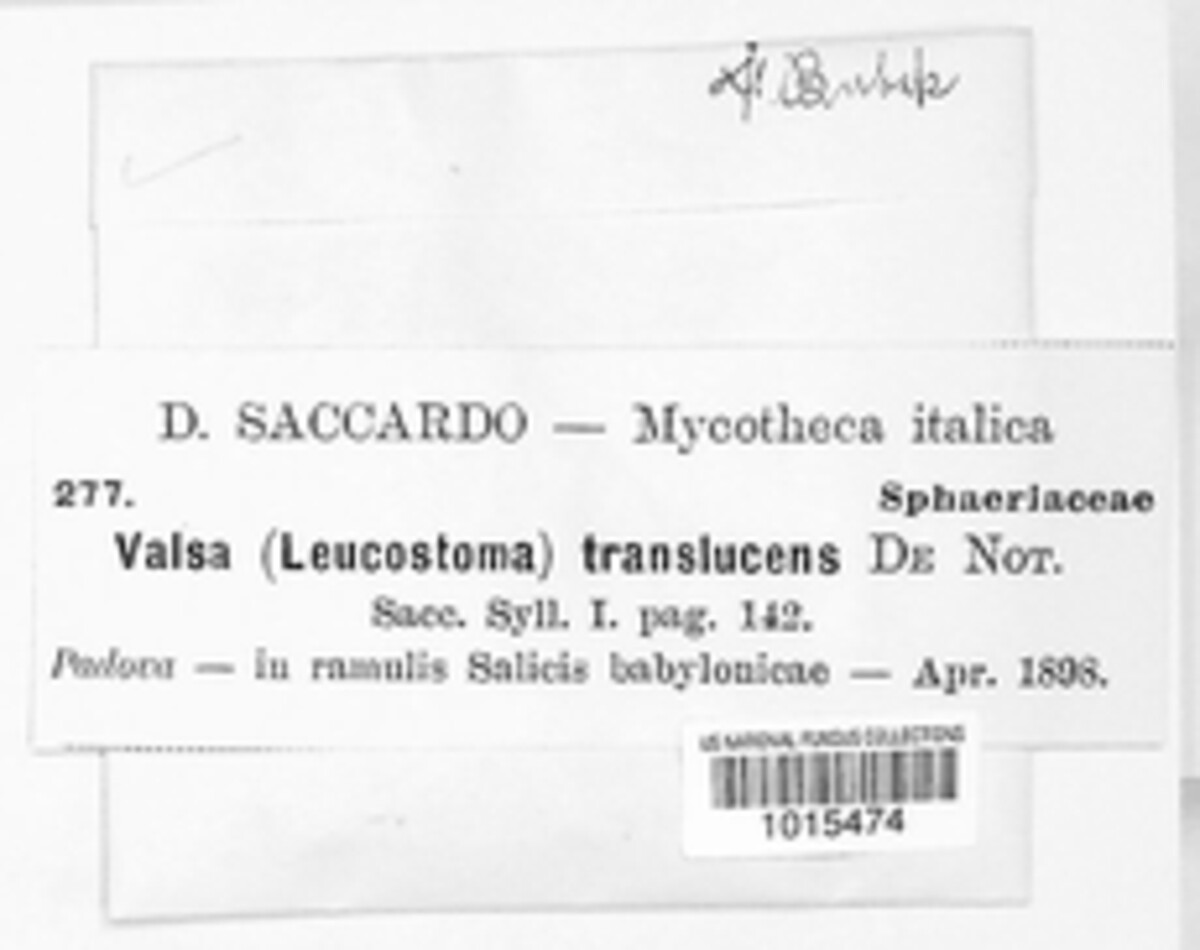 Bubák
D. SACCARDO — Mycotheca italica
277.
Sphaeriaceae
Valsa (Leucostoma) translucens DE NOT.
Sacc. Syll. I. pag. 142.
Padova — in ramulis Salicis babylonicae — Apr. 1898.
US NATIONAL FUNGUS COLLECTIONS
1015474